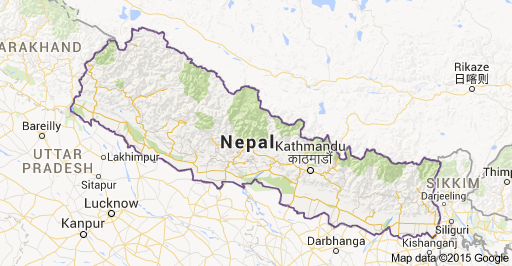 ARAKHAND
Rikaze
日喀则
Bareilly
Nepal
Kathmandu
काठमाडौं
Lakhimpur
UTTAR
PRADESH
Sitapur
SIKKIM
Thimp
Darjeeling
Lucknow
Kanpur
Siliguri
Darbhanga
Kishanganj
Map data ©2015 Google